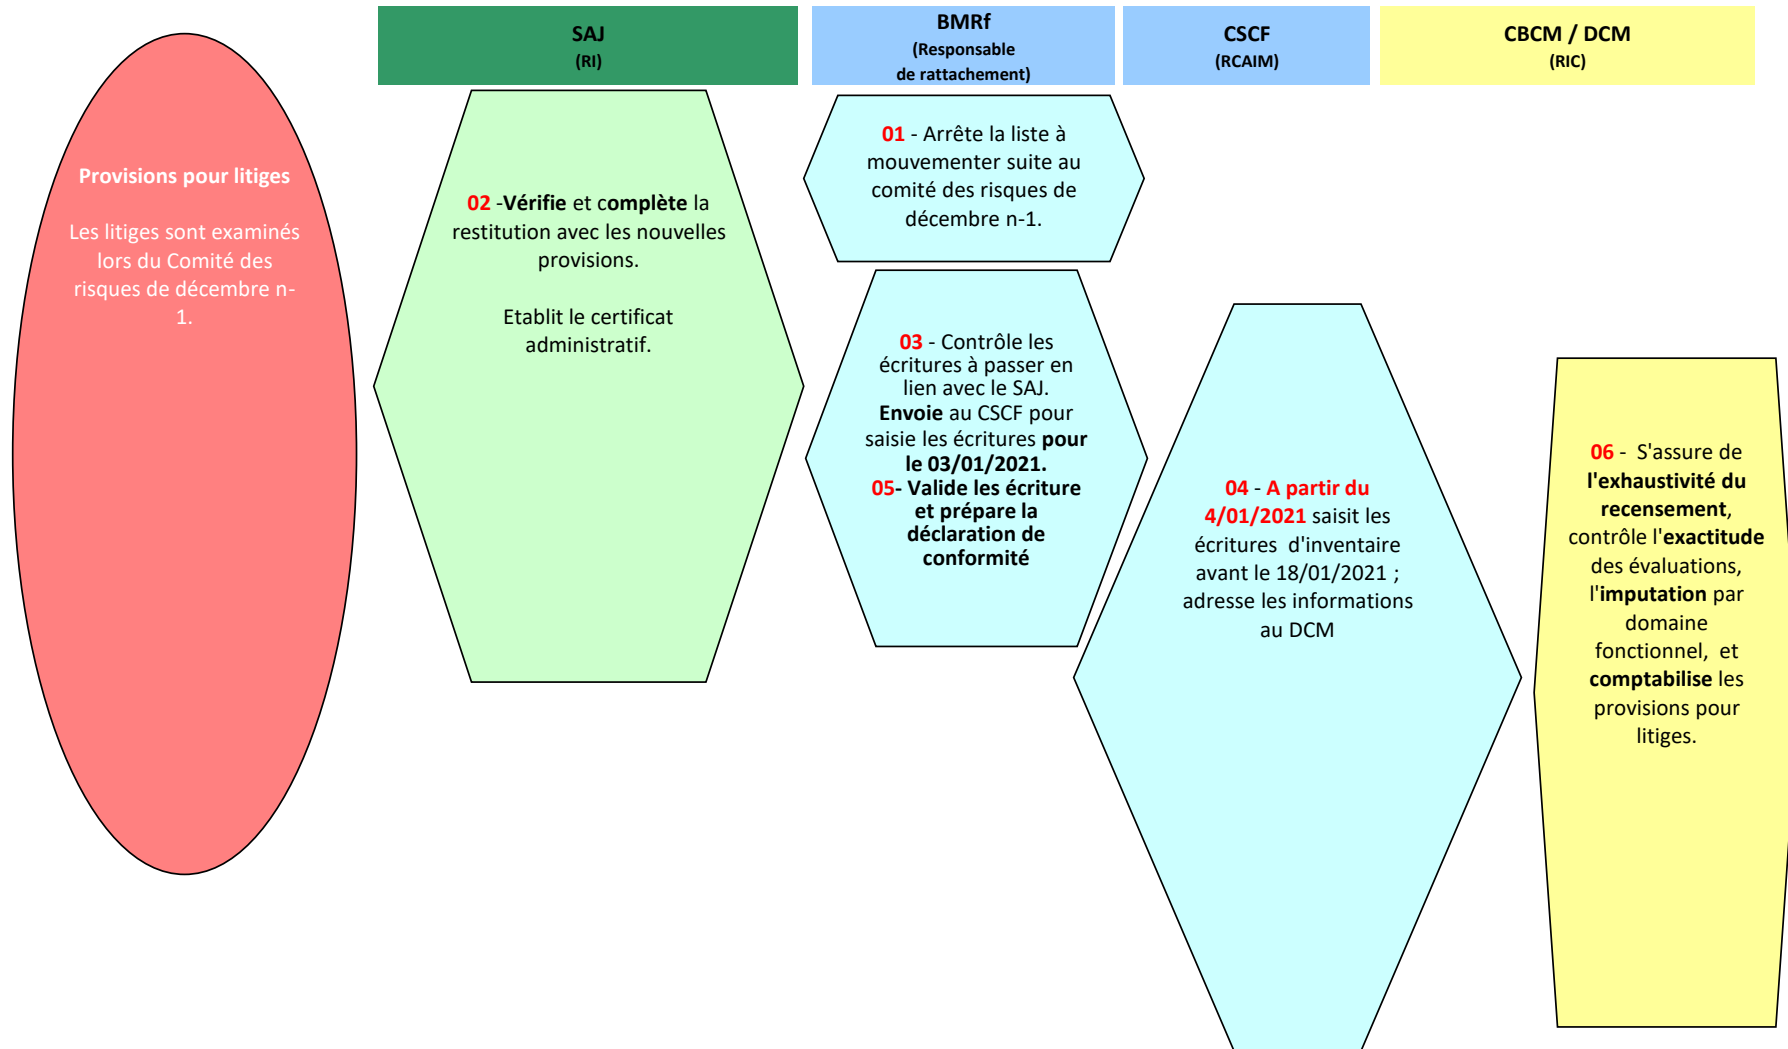 SAJ
(RI)
BMRf
(Responsable
de rattachement)
CSCF
(RCAIM)
CBCM / DCM
(RIC)
Provisions pour litiges
Les litiges sont examinés
lors du Comité des
risques de décembre n-
1.
02 -Vérifie et complète la
restitution avec les nouvelles
provisions.
Etablit le certificat
administratif.
01 - Arrête la liste à
mouvementer suite au
comité des risques de
décembre n-1.
03 - Contrôle les
écritures à passer en
lien avec le SAJ.
Envoie au CSCF pour
saisie les écritures pour
le 03/01/2021.
05- Valide les écriture
et prépare la
déclaration de
conformité
04 - A partir du
4/01/2021 saisit les
écritures d'inventaire
avant le 18/01/2021 ;
adresse les informations
au DCM
06 - S'assure de
l'exhaustivité du
recensement,
contrôle l'exactitude
des évaluations,
l'imputation par
domaine
fonctionnel, et
comptabilise les
provisions pour
litiges.